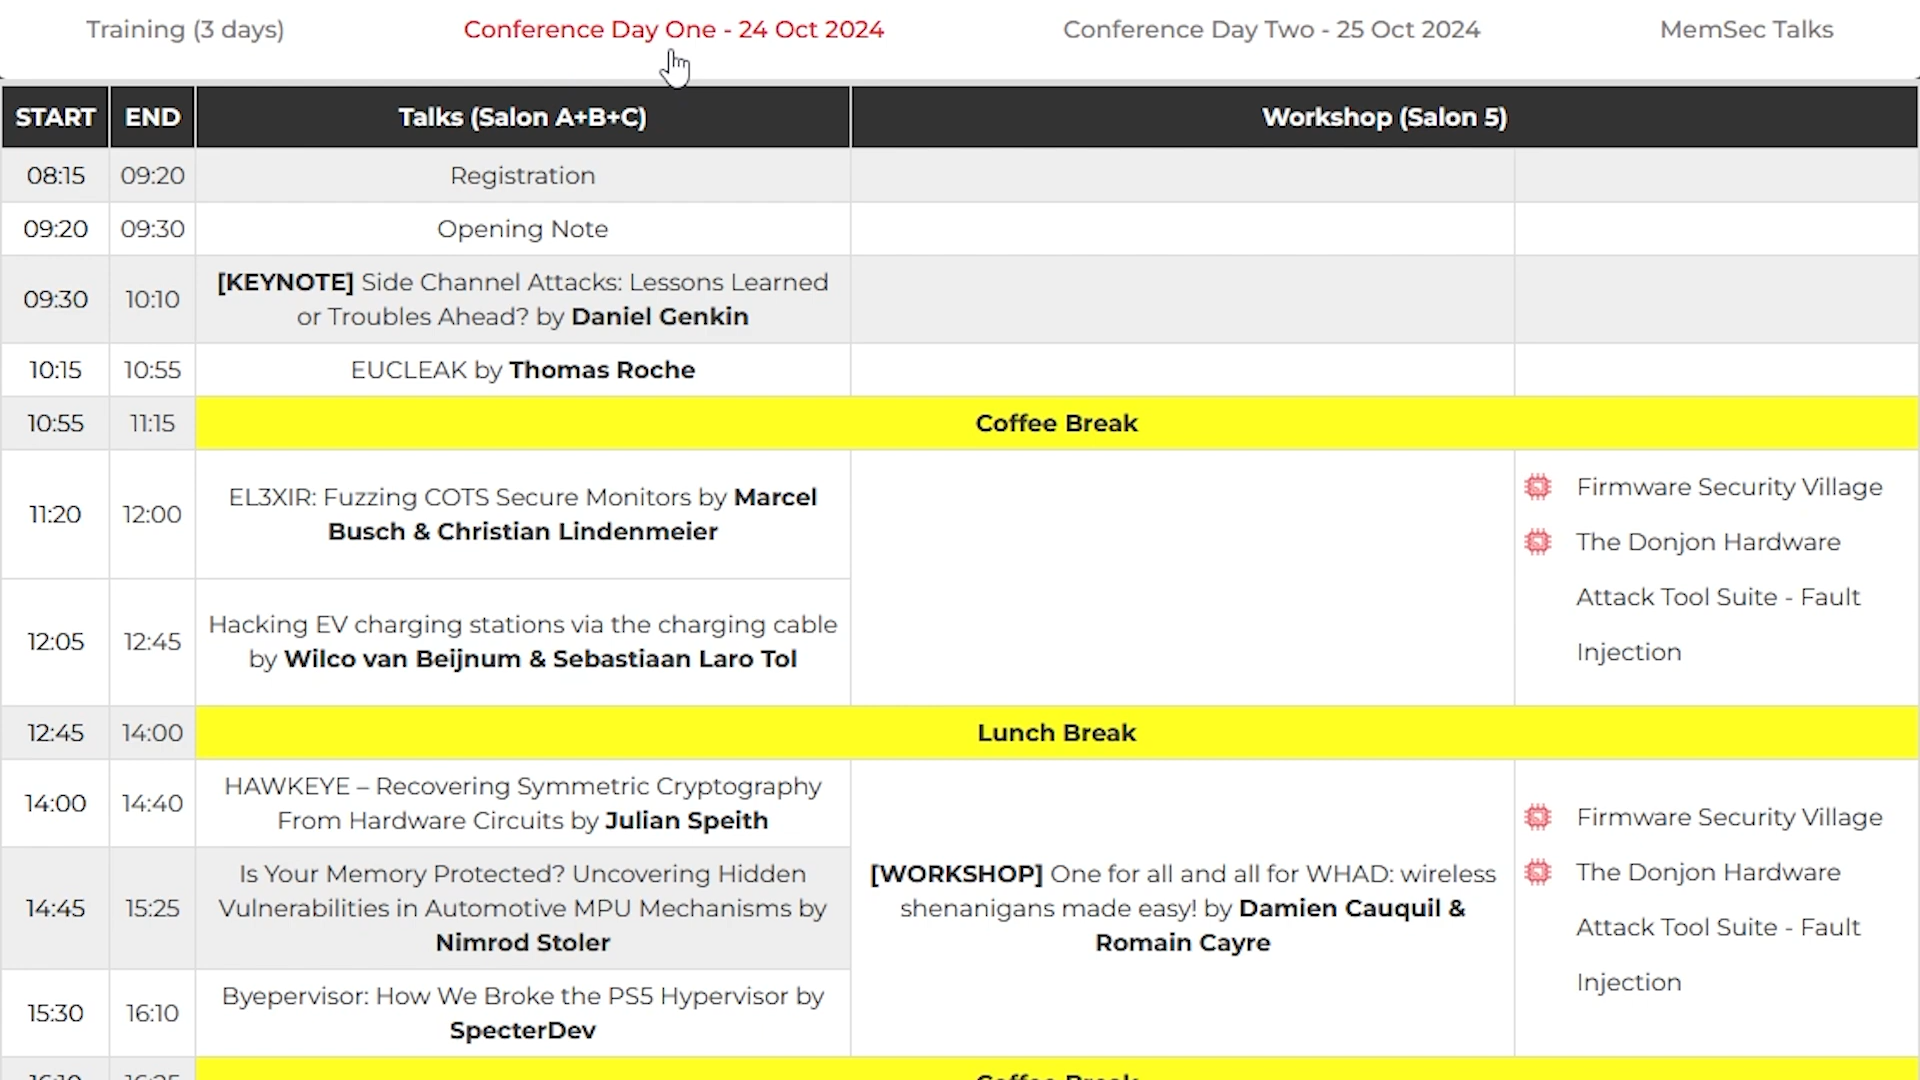 Training (3 days)
Conference Day One - 24 Oct 2024
Conference Day Two - 25 Oct 2024
MemSec Talks
START
END
Talks (Salon A+B+C)
Workshop (Salon 5)
08:15
09:20
Registration
09:20
09:30
Opening Note
09:30
10:10
[KEYNOTE] Side Channel Attacks: Lessons Learned
or Troubles Ahead? by Daniel Genkin
10:15
10:55
EUCLEAK by Thomas Roche
10:55
11:15
Coffee Break
11:20
12:00
EL3XIR: Fuzzing COTS Secure Monitors by Marcel
Busch & Christian Lindenmeier
Firmware Security Village
The Donjon Hardware
Attack Tool Suite - Fault
Injection
12:05
12:45
Hacking EV charging stations via the charging cable
by Wilco van Beijnum & Sebastiaan Laro Tol
12:45
14:00
Lunch Break
14:00
14:40
HAWKEYE – Recovering Symmetric Cryptography
From Hardware Circuits by Julian Speith
[WORKSHOP] One for all and all for WHAD: wireless
shenanigans made easy! by Damien Cauquil &
Romain Cayre
Firmware Security Village
The Donjon Hardware
Attack Tool Suite - Fault
Injection
14:45
15:25
Is Your Memory Protected? Uncovering Hidden
Vulnerabilities in Automotive MPU Mechanisms by
Nimrod Stoler
15:30
16:10
Byepervisor: How We Broke the PS5 Hypervisor by
SpecterDev
16:10
Coffee Break